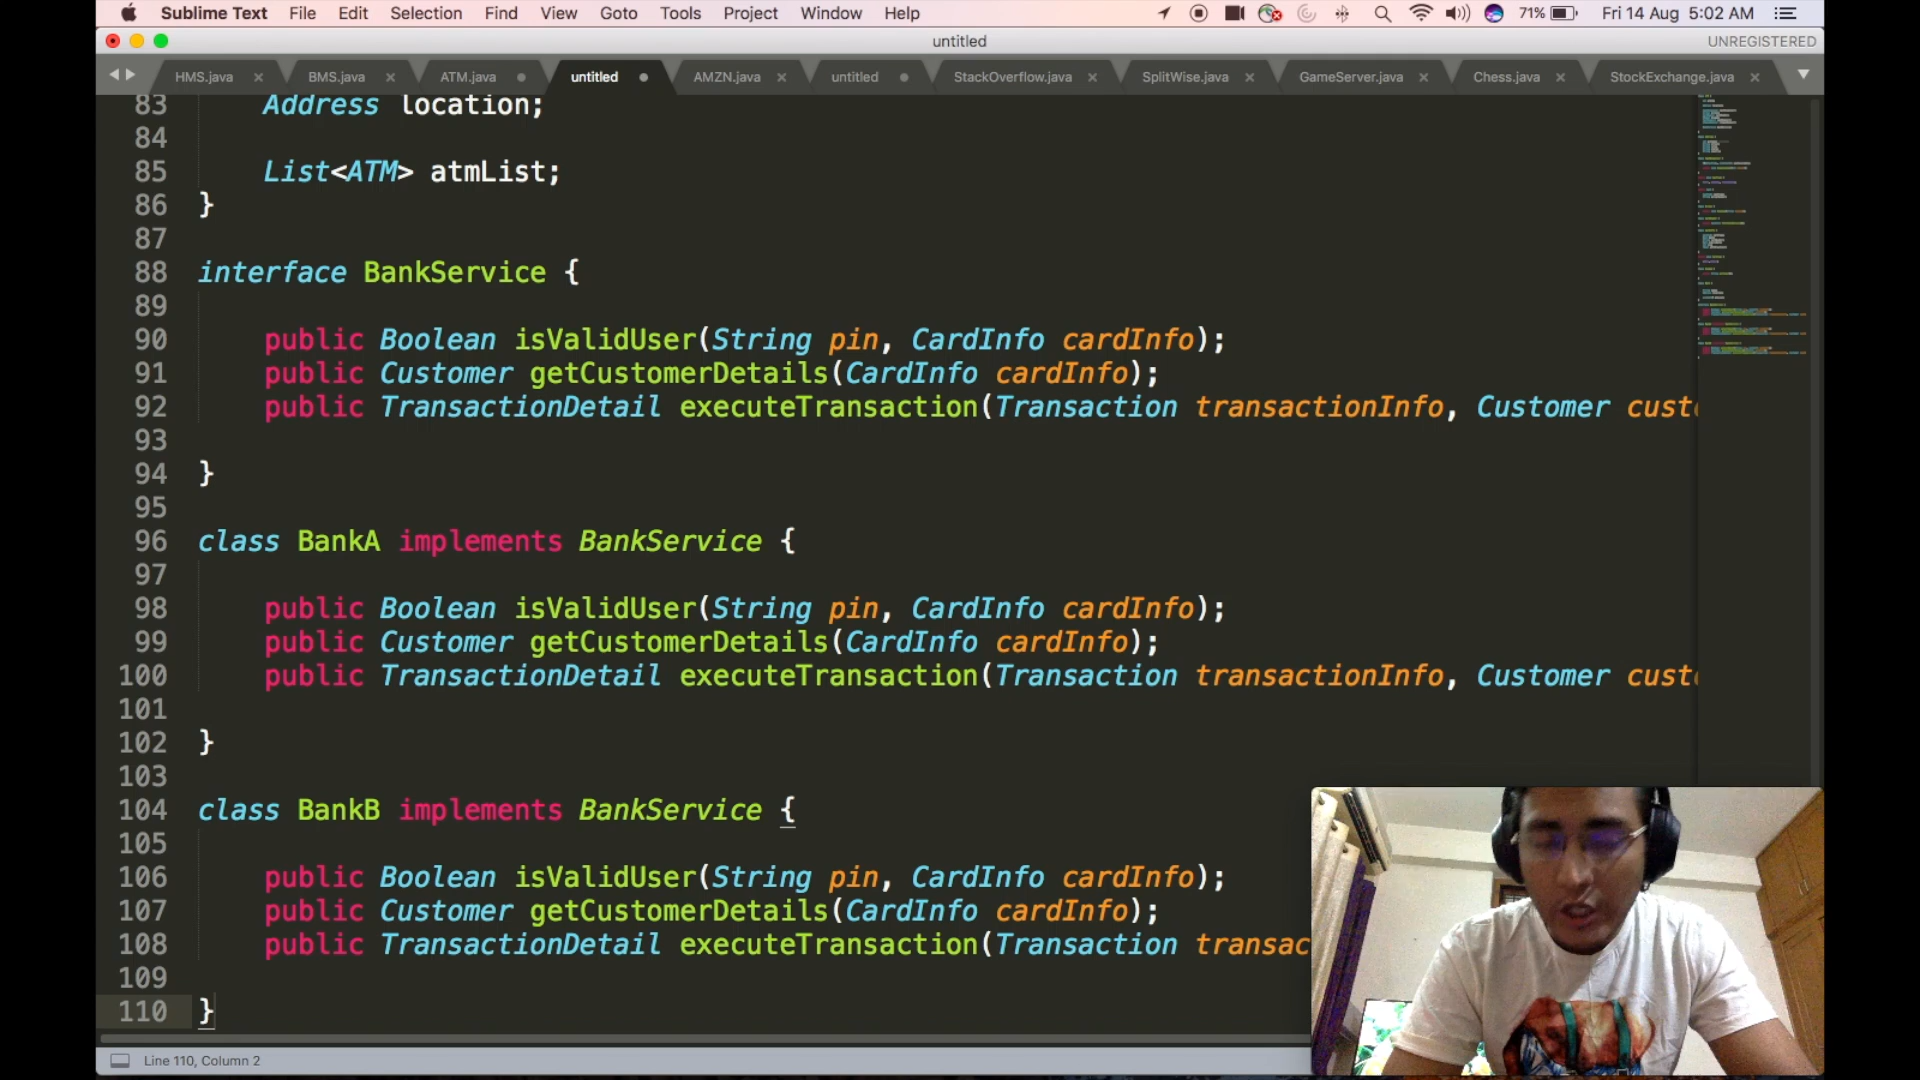 Sublime Text File Edit Selection Find View Goto Tools Project Window Help 71% Fri 14 Aug 5:02 AM
untitled UNREGISTERED
HMS.java BMS.java ATM.java untitled AMZN.java untitled StackOverflow.java SplitWise.java GameServer.java Chess.java StockExchange.java
83 Address location;
84
85 List<ATM> atmList;
86 }
87
88 interface BankService {
89
90 public Boolean isValidUser(String pin, CardInfo cardInfo);
91 public Customer getCustomerDetails(CardInfo cardInfo);
92 public TransactionDetail executeTransaction(Transaction transactionInfo, Customer custo
93
94 }
95
96 class BankA implements BankService {
97
98 public Boolean isValidUser(String pin, CardInfo cardInfo);
99 public Customer getCustomerDetails(CardInfo cardInfo);
100 public TransactionDetail executeTransaction(Transaction transactionInfo, Customer custo
101
102 }
103
104 class BankB implements BankService {
105
106 public Boolean isValidUser(String pin, CardInfo cardInfo);
107 public Customer getCustomerDetails(CardInfo cardInfo);
108 public TransactionDetail executeTransaction(Transaction transac
109
110 }
Line 110, Column 2